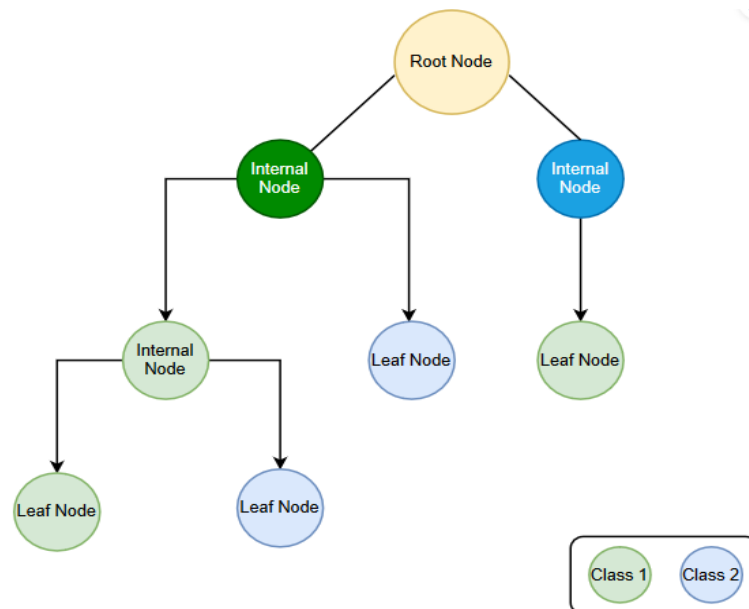 Root Node
Internal
Node
Internal
Node
Internal
Node
Leaf Node
Leaf Node
Leaf Node
Leaf Node
Class 1
Class 2